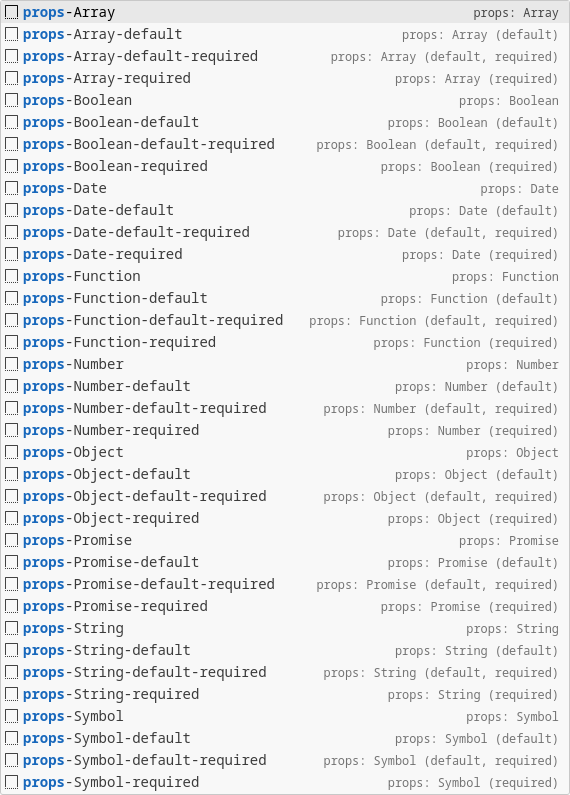 props-Array props: Array
props-Array-default props: Array (default)
props-Array-default-required props: Array (default, required)
props-Array-required props: Array (required)
props-Boolean props: Boolean
props-Boolean-default props: Boolean (default)
props-Boolean-default-required props: Boolean (default, required)
props-Boolean-required props: Boolean (required)
props-Date props: Date
props-Date-default props: Date (default)
props-Date-default-required props: Date (default, required)
props-Date-required props: Date (required)
props-Function props: Function
props-Function-default props: Function (default)
props-Function-default-required props: Function (default, required)
props-Function-required props: Function (required)
props-Number props: Number
props-Number-default props: Number (default)
props-Number-default-required props: Number (default, required)
props-Number-required props: Number (required)
props-Object props: Object
props-Object-default props: Object (default)
props-Object-default-required props: Object (default, required)
props-Object-required props: Object (required)
props-Promise props: Promise
props-Promise-default props: Promise (default)
props-Promise-default-required props: Promise (default, required)
props-Promise-required props: Promise (required)
props-String props: String
props-String-default props: String (default)
props-String-default-required props: String (default, required)
props-String-required props: String (required)
props-Symbol props: Symbol
props-Symbol-default props: Symbol (default)
props-Symbol-default-required props: Symbol (default, required)
props-Symbol-required props: Symbol (required)